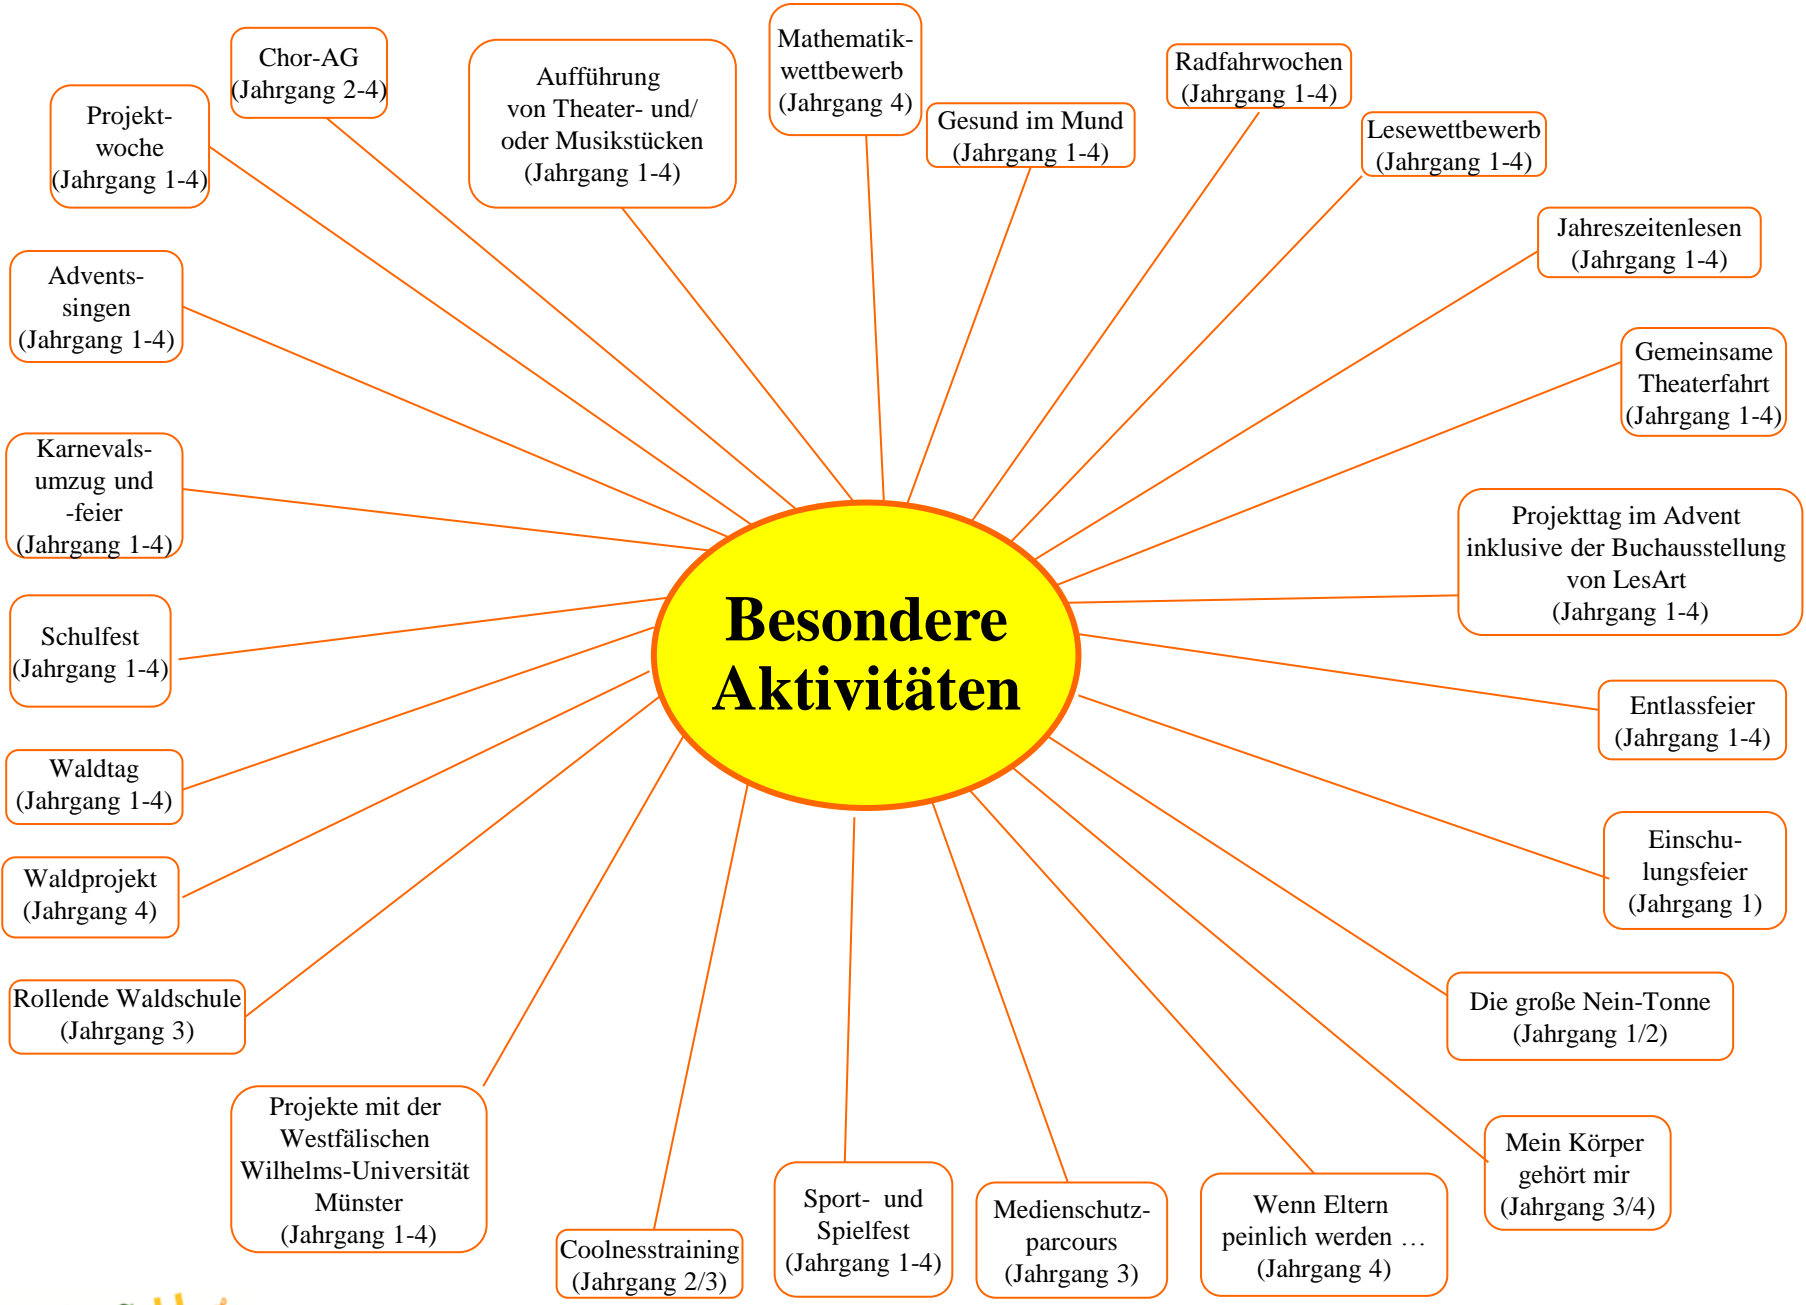 Chor-AG
(Jahrgang 2-4)
Projekt-
woche
(Jahrgang 1-4)
Aufführung
von Theater- und/
oder Musikstücken
(Jahrgang 1-4)
Mathematik-
wettbewerb
(Jahrgang 4)
Gesund im Mund
(Jahrgang 1-4)
Radfahrwochen
(Jahrgang 1-4)
Lesewettbewerb
(Jahrgang 1-4)
Jahreszeitenlesen
(Jahrgang 1-4)
Gemeinsame
Theaterfahrt
(Jahrgang 1-4)
Projekttag im Advent
inklusive der Buchausstellung
von LesArt
(Jahrgang 1-4)
Entlassfeier
(Jahrgang 1-4)
Einschu-
lungsfeier
(Jahrgang 1)
Die große Nein-Tonne
(Jahrgang 1/2)
Mein Körper
gehört mir
(Jahrgang 3/4)
Wenn Eltern
peinlich werden …
(Jahrgang 4)
Medienschutz-
parcours
(Jahrgang 3)
Sport- und
Spielfest
(Jahrgang 1-4)
Coolnesstraining
(Jahrgang 2/3)
Projekte mit der
Westfälischen
Wilhelms-Universität
Münster
(Jahrgang 1-4)
Rollende Waldschule
(Jahrgang 3)
Waldprojekt
(Jahrgang 4)
Waldtag
(Jahrgang 1-4)
Schulfest
(Jahrgang 1-4)
Karnevals-
umzug und
-feier
(Jahrgang 1-4)
Advents-
singen
(Jahrgang 1-4)
Besondere
Aktivitäten